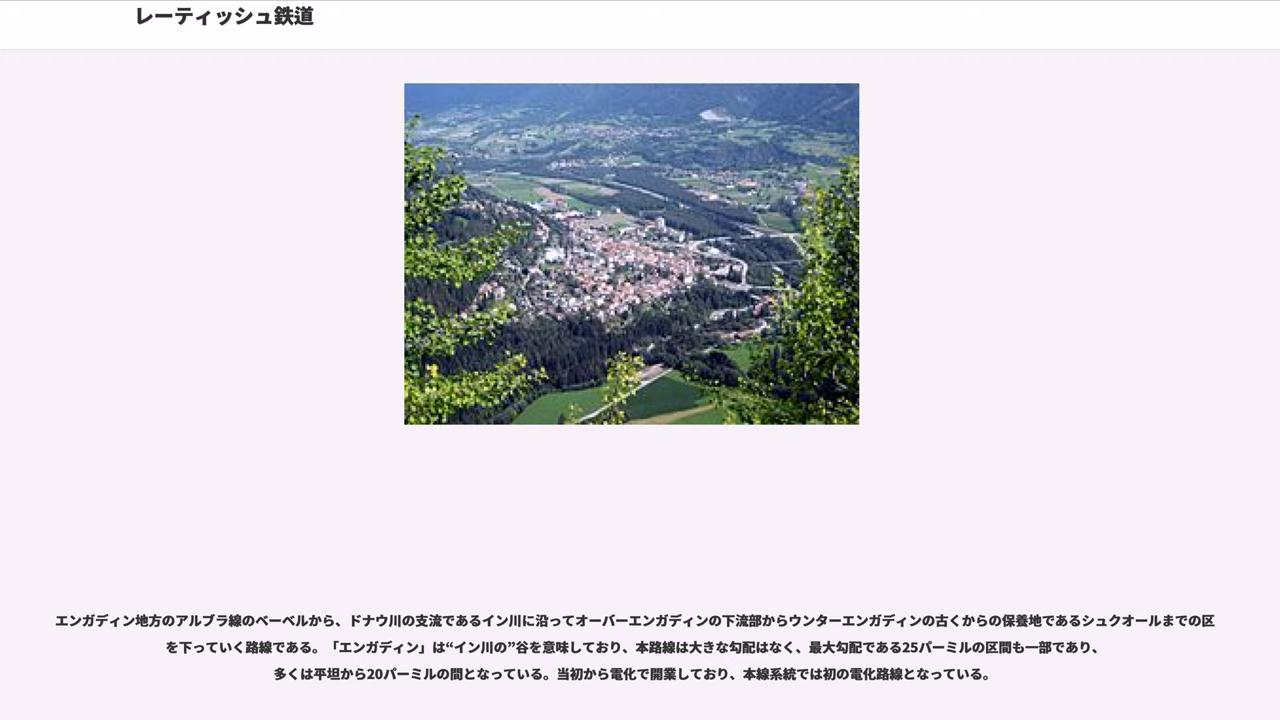 レーティッシュ鉄道
エンガディン地方のアルブラ線のベーベルから、ドナウ川の支流であるイン川に沿ってオーバーエンガディンの下流部からウンターエンガディンの古くからの保養地であるシュクオールまでの区
を下っていく路線である。「エンガディン」は“イン川の”谷を意味しており、本路線は大きな勾配はなく、最大勾配である25パーミルの区間も一部であり、
多くは平坦から20パーミルの間となっている。当初から電化で開業しており、本線系統では初の電化路線となっている。